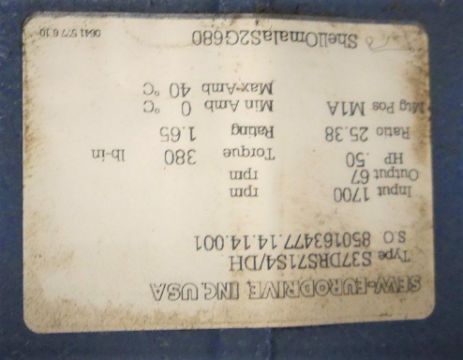 SEW-EURODRIVE, INC. USA
Type S37DRS71S4/DH
S.O. 850163477.14.14.001
Input 1700 rpm
Output 67 rpm
HP .50 Torque 380 lb-in
Ratio 25.38 Rating 1.65
Mtg Pos M1A Min Amb 0 °C
Max-Amb 40 °C
ShellOmalaS2G680
0641 577 6.10